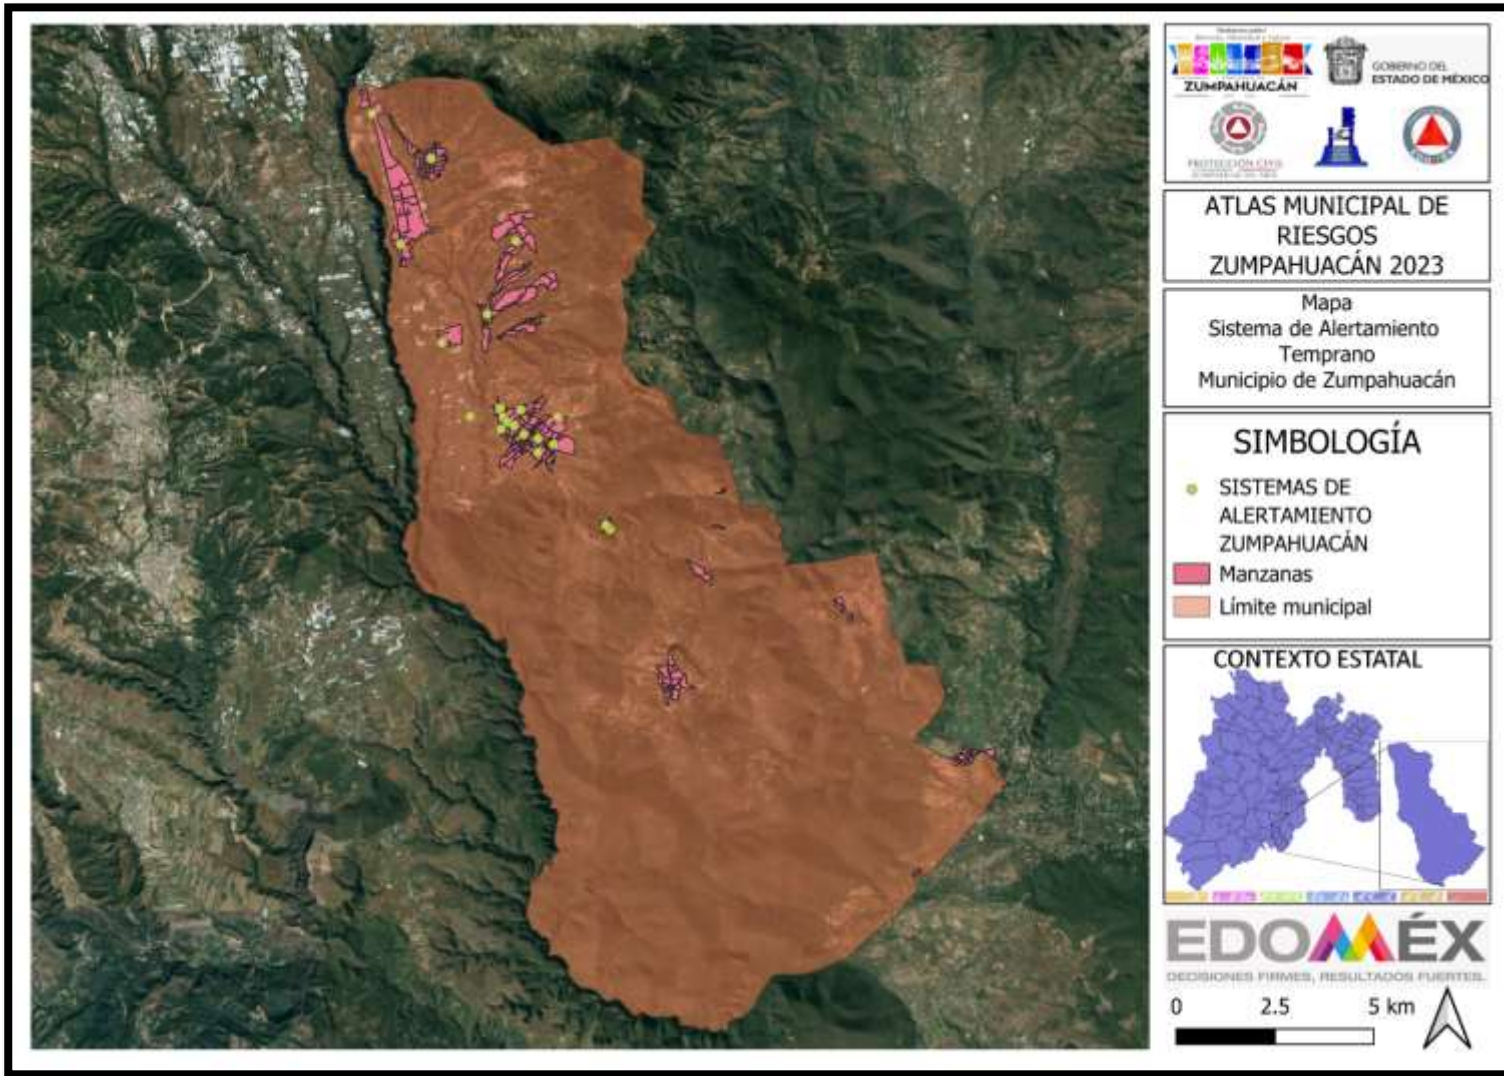 ZUMPAHUACÁN
GOBIERNO DEL
ESTADO DE MÉXICO
PROTECCIÓN CIVIL
ATLAS MUNICIPAL DE
RIESGOS
ZUMPAHUACÁN 2023
Mapa
Sistema de Alertamiento
Temprano
Municipio de Zumpahuacán
SIMBOLOGÍA
SISTEMAS DE
ALERTAMIENTO
ZUMPAHUACÁN
Manzanas
Límite municipal
CONTEXTO ESTATAL
EDOMÉX
DECISIONES FIRMES, RESULTADOS FUERTES.
0 2.5 5 km